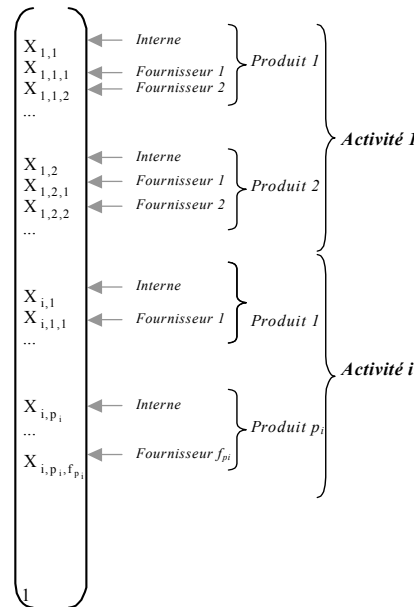 X1,1 Interne
X1,1,1 Fournisseur 1 Produit 1
X1,1,2 Fournisseur 2
...
Activité 1
X1,2 Interne
X1,2,1 Fournisseur 1 Produit 2
X1,2,2 Fournisseur 2
...
Xi,1 Interne
Xi,1,1 Fournisseur 1 Produit 1
...
Activité i
Xi,pi Interne
... Produit pi
Xi,pi,fpi Fournisseur fpi
1